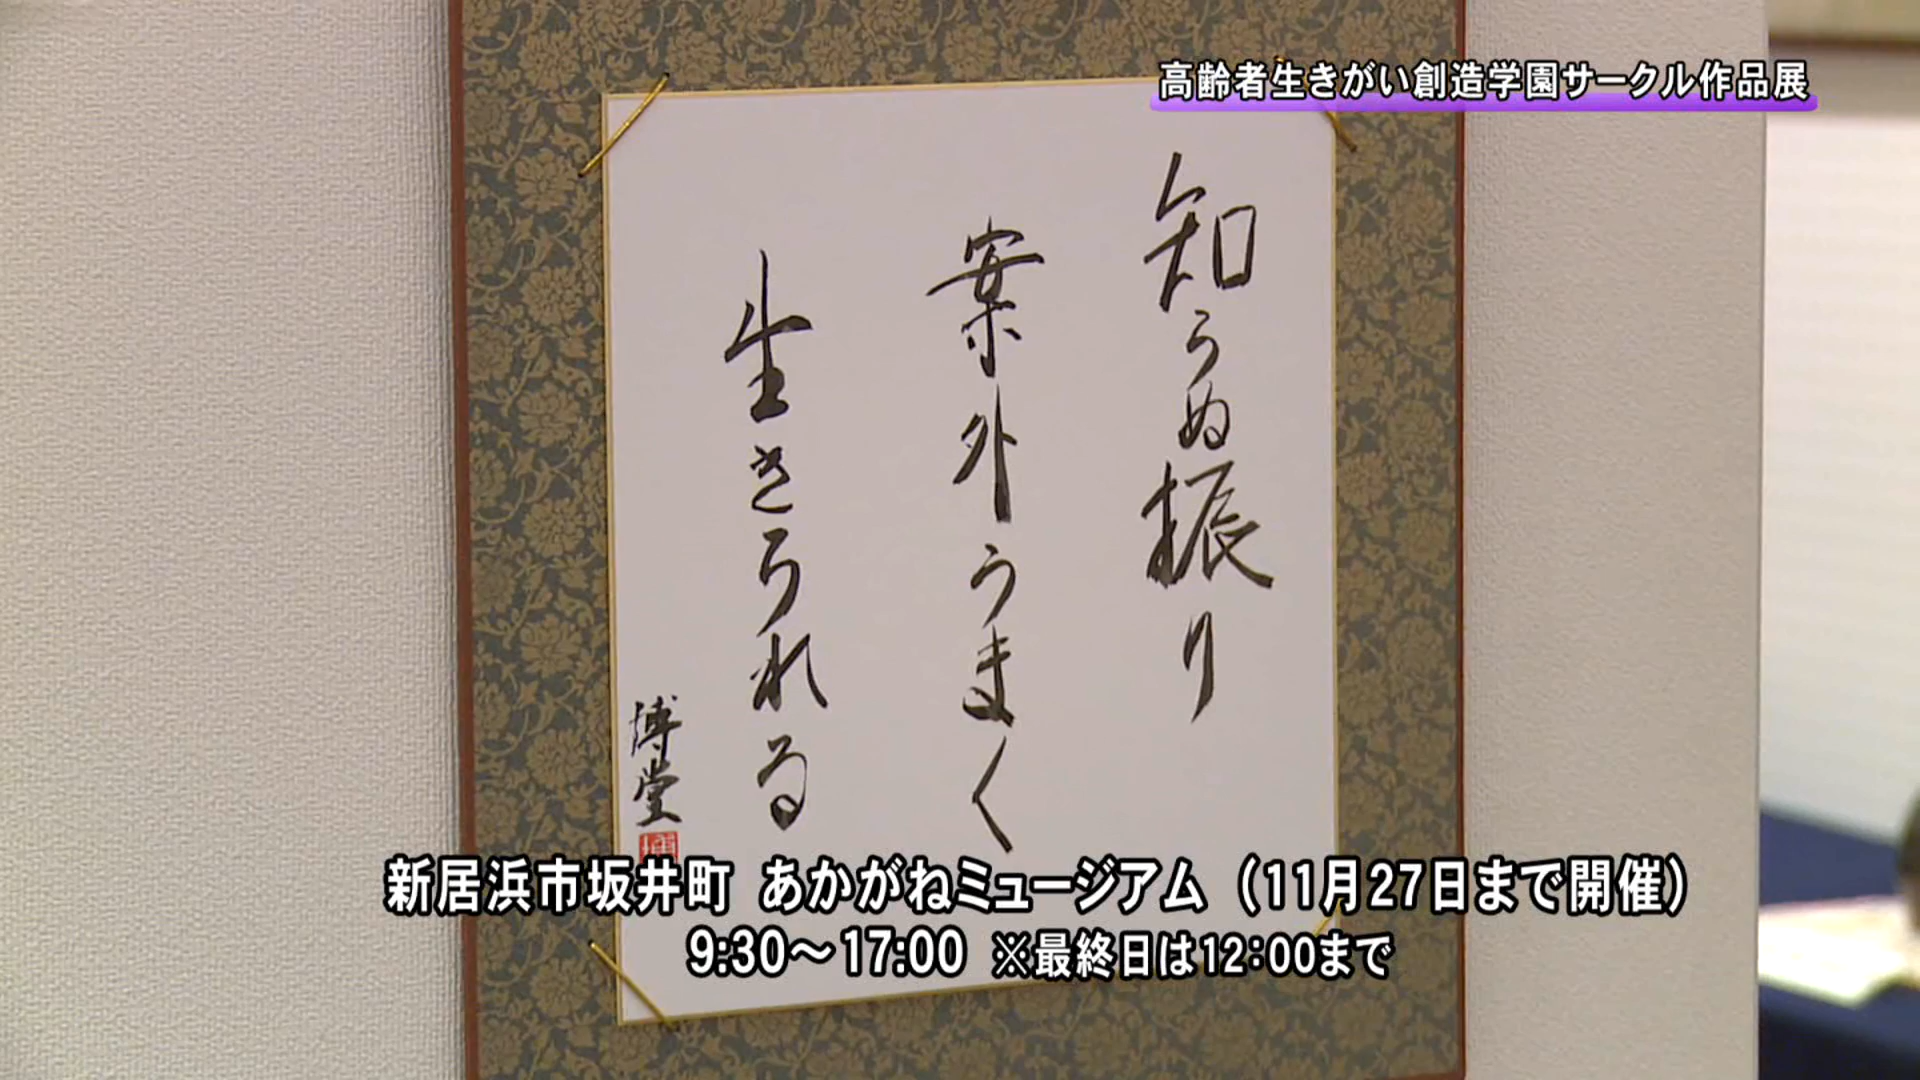 高齢者生きがい創造学園サークル作品展
知らぬ振り
案外うまく
生きられる
博堂
新居浜市坂井町 あかがねミュージアム（11月27日まで開催）
9:30～17:00 ※最終日は12:00まで